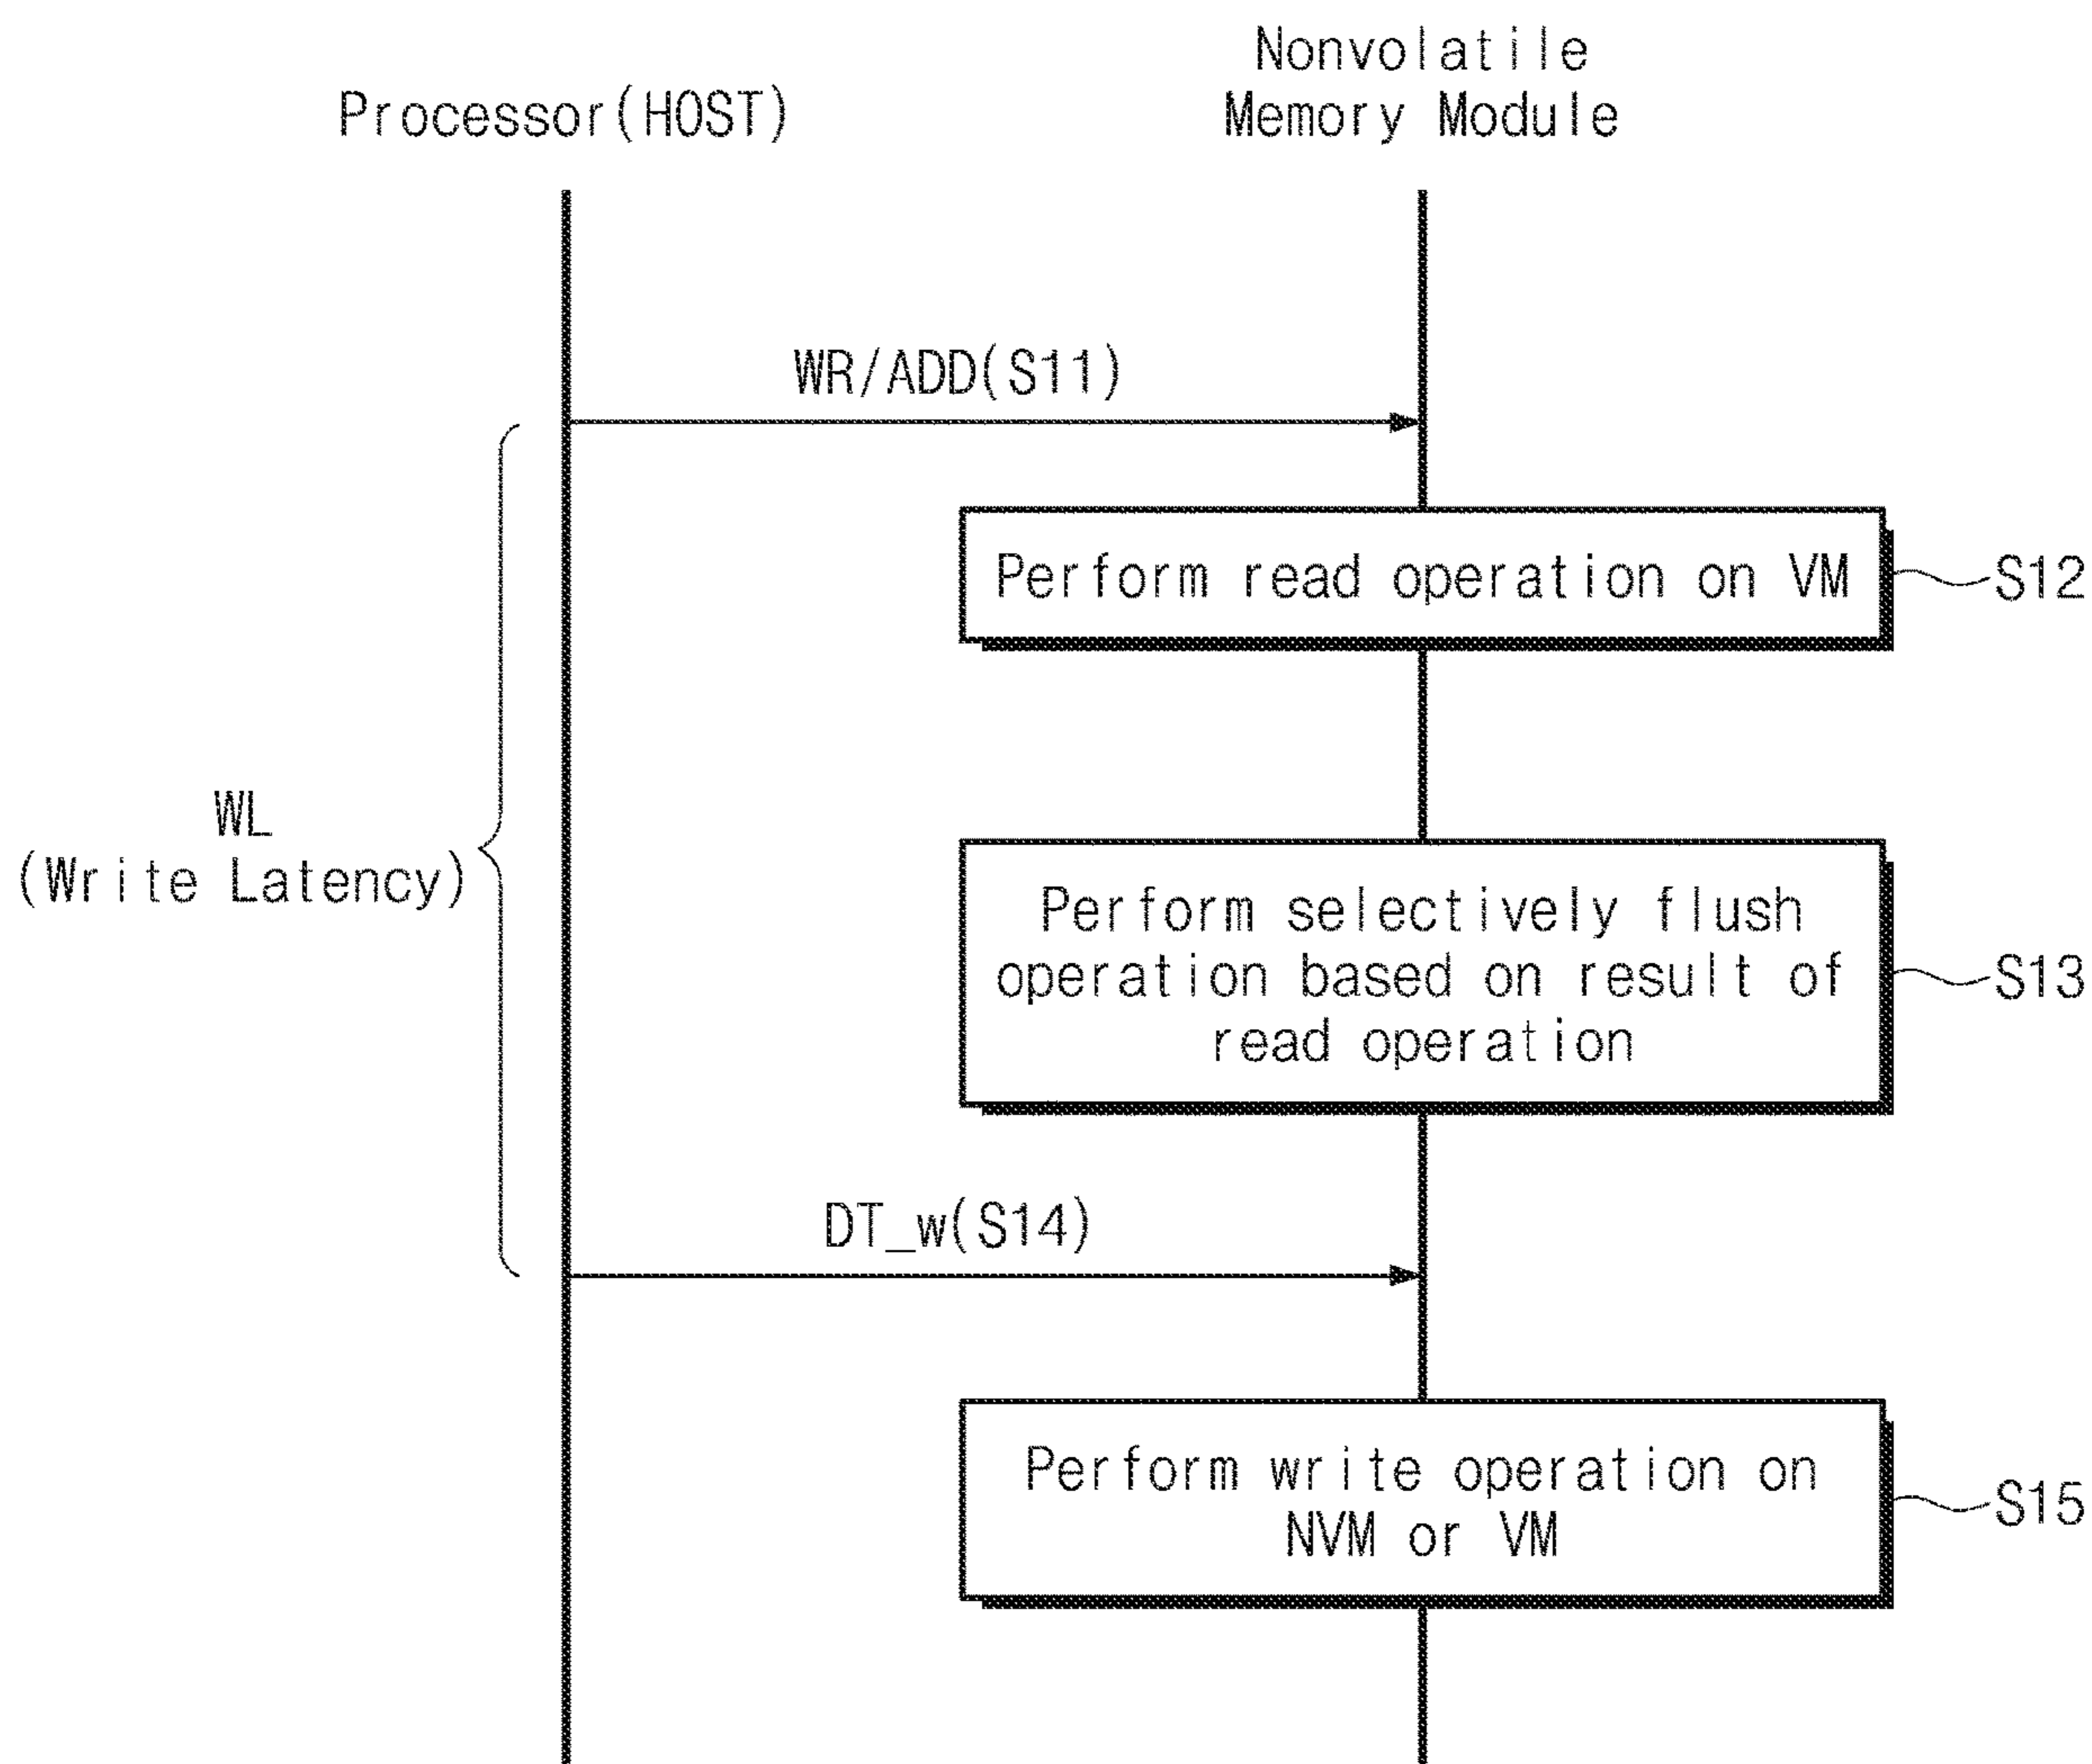 Processor(HOST)
Nonvolatile
Memory Module
WR/ADD(S11)
Perform read operation on VM
S12
WL
(Write Latency)
Perform selectively flush
operation based on result of
read operation
S13
DT_w(S14)
Perform write operation on
NVM or VM
S15